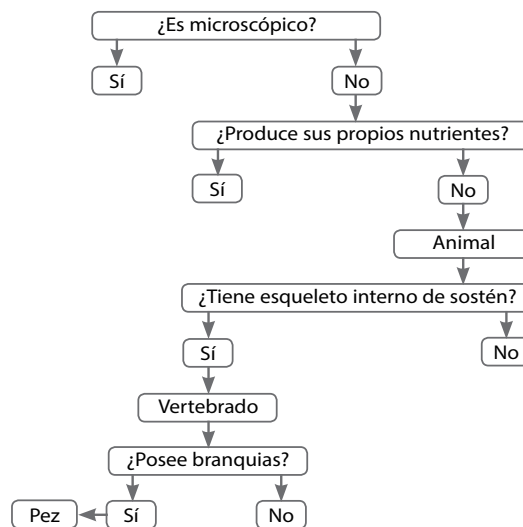 ¿Es microscópico?
Sí
No
¿Produce sus propios nutrientes?
Sí
No
Animal
¿Tiene esqueleto interno de sostén?
Sí
No
Vertebrado
¿Posee branquias?
Pez
Sí
No